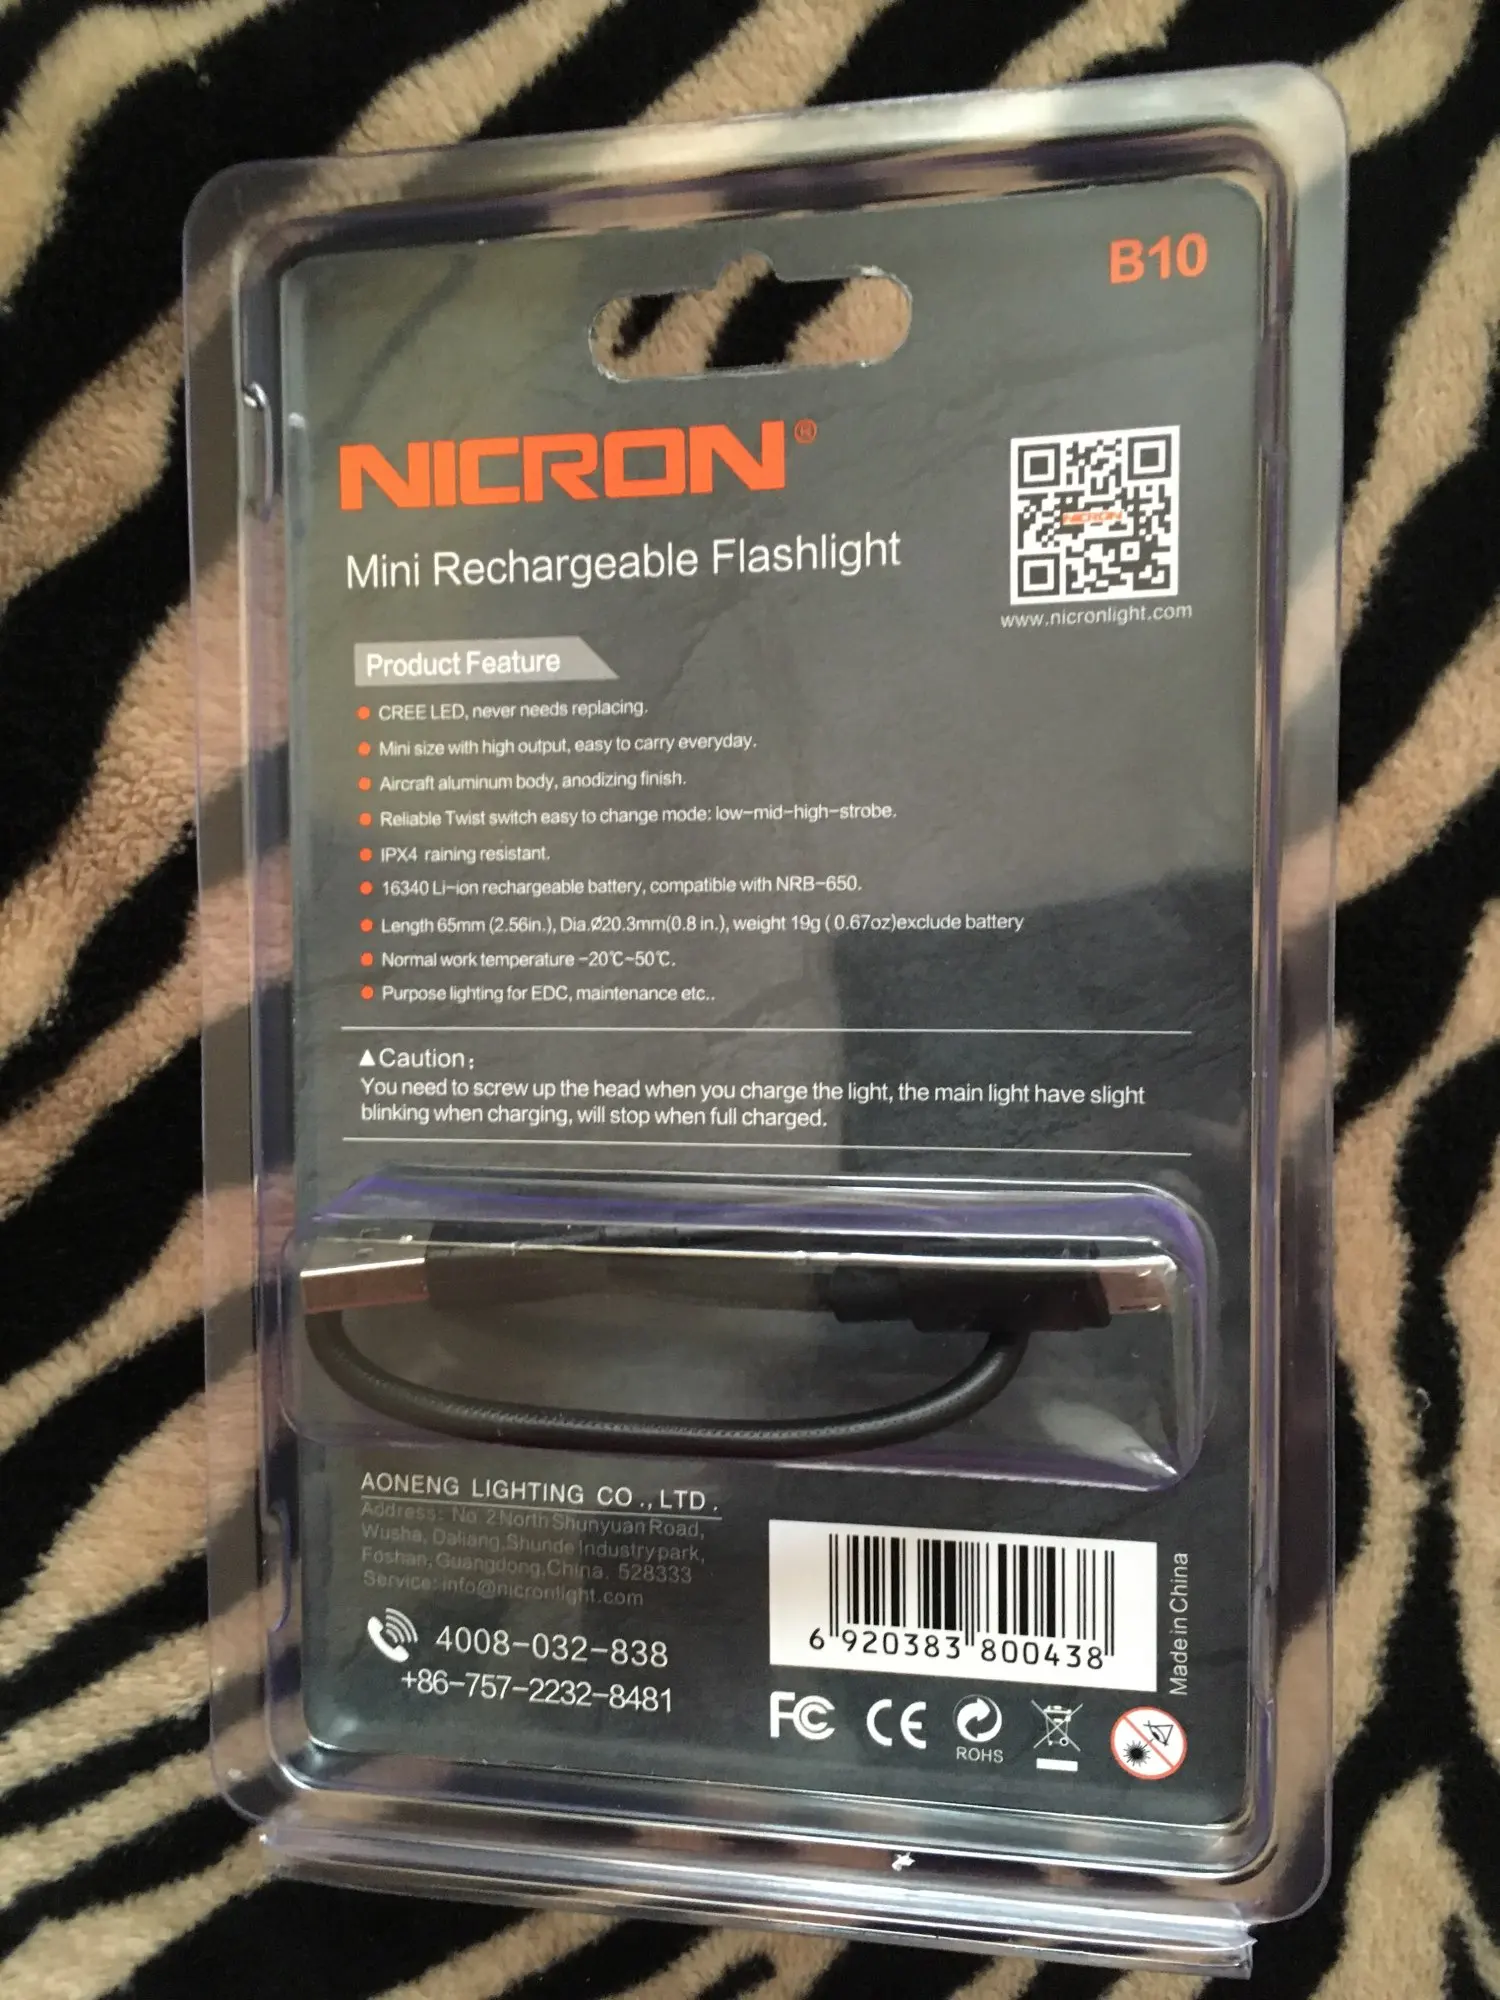 B10
NICRON®
Mini Rechargeable Flashlight
NICRON
www.nicronlight.com
Product Feature
● CREE LED, never needs replacing.
● Mini size with high output, easy to carry everyday.
● Aircraft aluminum body, anodizing finish.
● Reliable Twist switch easy to change mode: low-mid-high-strobe.
● IPX4 raining resistant.
● 16340 Li-ion rechargeable battery, compatible with NRB-650.
● Length 65mm (2.56in.), Dia.Ø20.3mm(0.8 in.), weight 19g ( 0.67oz)exclude battery
● Normal work temperature -20℃~50℃.
● Purpose lighting for EDC, maintenance etc..
▲Caution:
You need to screw up the head when you charge the light, the main light have slight
blinking when charging, will stop when full charged.
AONENG LIGHTING CO.,LTD.
Address: No. 2 North Shunyuan Road,
Wusha, Daliang,Shunde Industry park,
Foshan, Guangdong,China. 528333
Service: info@nicronlight.com
4008-032-838
+86-757-2232-8481
6 920383 800438
Made in China
FC CE
ROHS